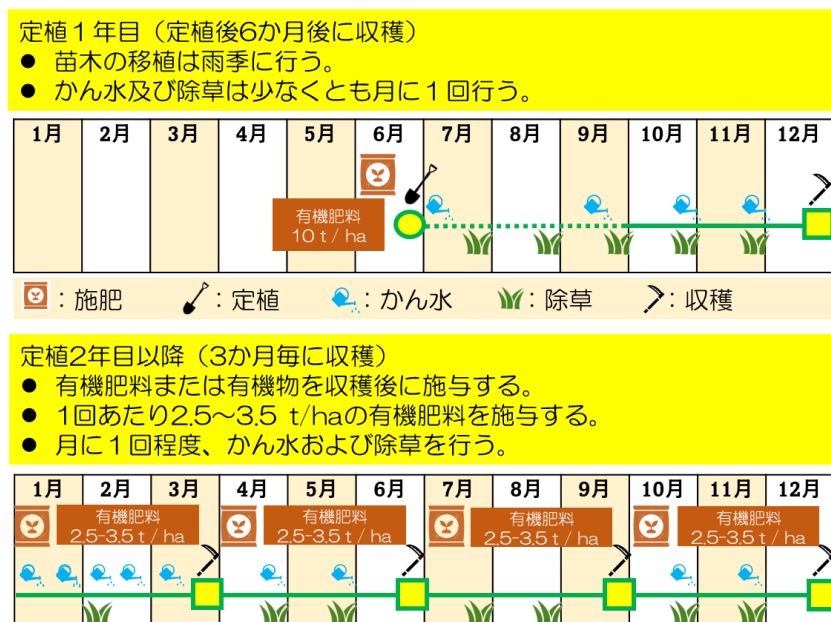 定植１年目（定植後6か月後に収穫）
● 苗木の移植は雨季に行う。
● かん水及び除草は少なくとも月に１回行う。
1月 2月 3月 4月 5月 6月 7月 8月 9月 10月 11月 12月
有機肥料
10 t / ha
：施肥 ：定植 ：かん水 ：除草 ：収穫
定植2年目以降（3か月毎に収穫）
● 有機肥料または有機物を収穫後に施与する。
● 1回あたり2.5～3.5 t/haの有機肥料を施与する。
● 月に１回程度、かん水および除草を行う。
1月 2月 3月 4月 5月 6月 7月 8月 9月 10月 11月 12月
有機肥料 有機肥料 有機肥料 有機肥料
2.5-3.5 t / ha 2.5-3.5 t / ha 2.5-3.5 t / ha 2.5-3.5 t / ha